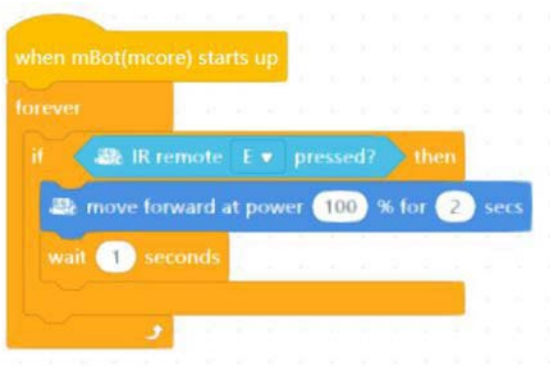 when mBot(mcore) starts up
forever
if IR remote E pressed? then
move forward at power 100 % for 2 secs
wait 1 seconds